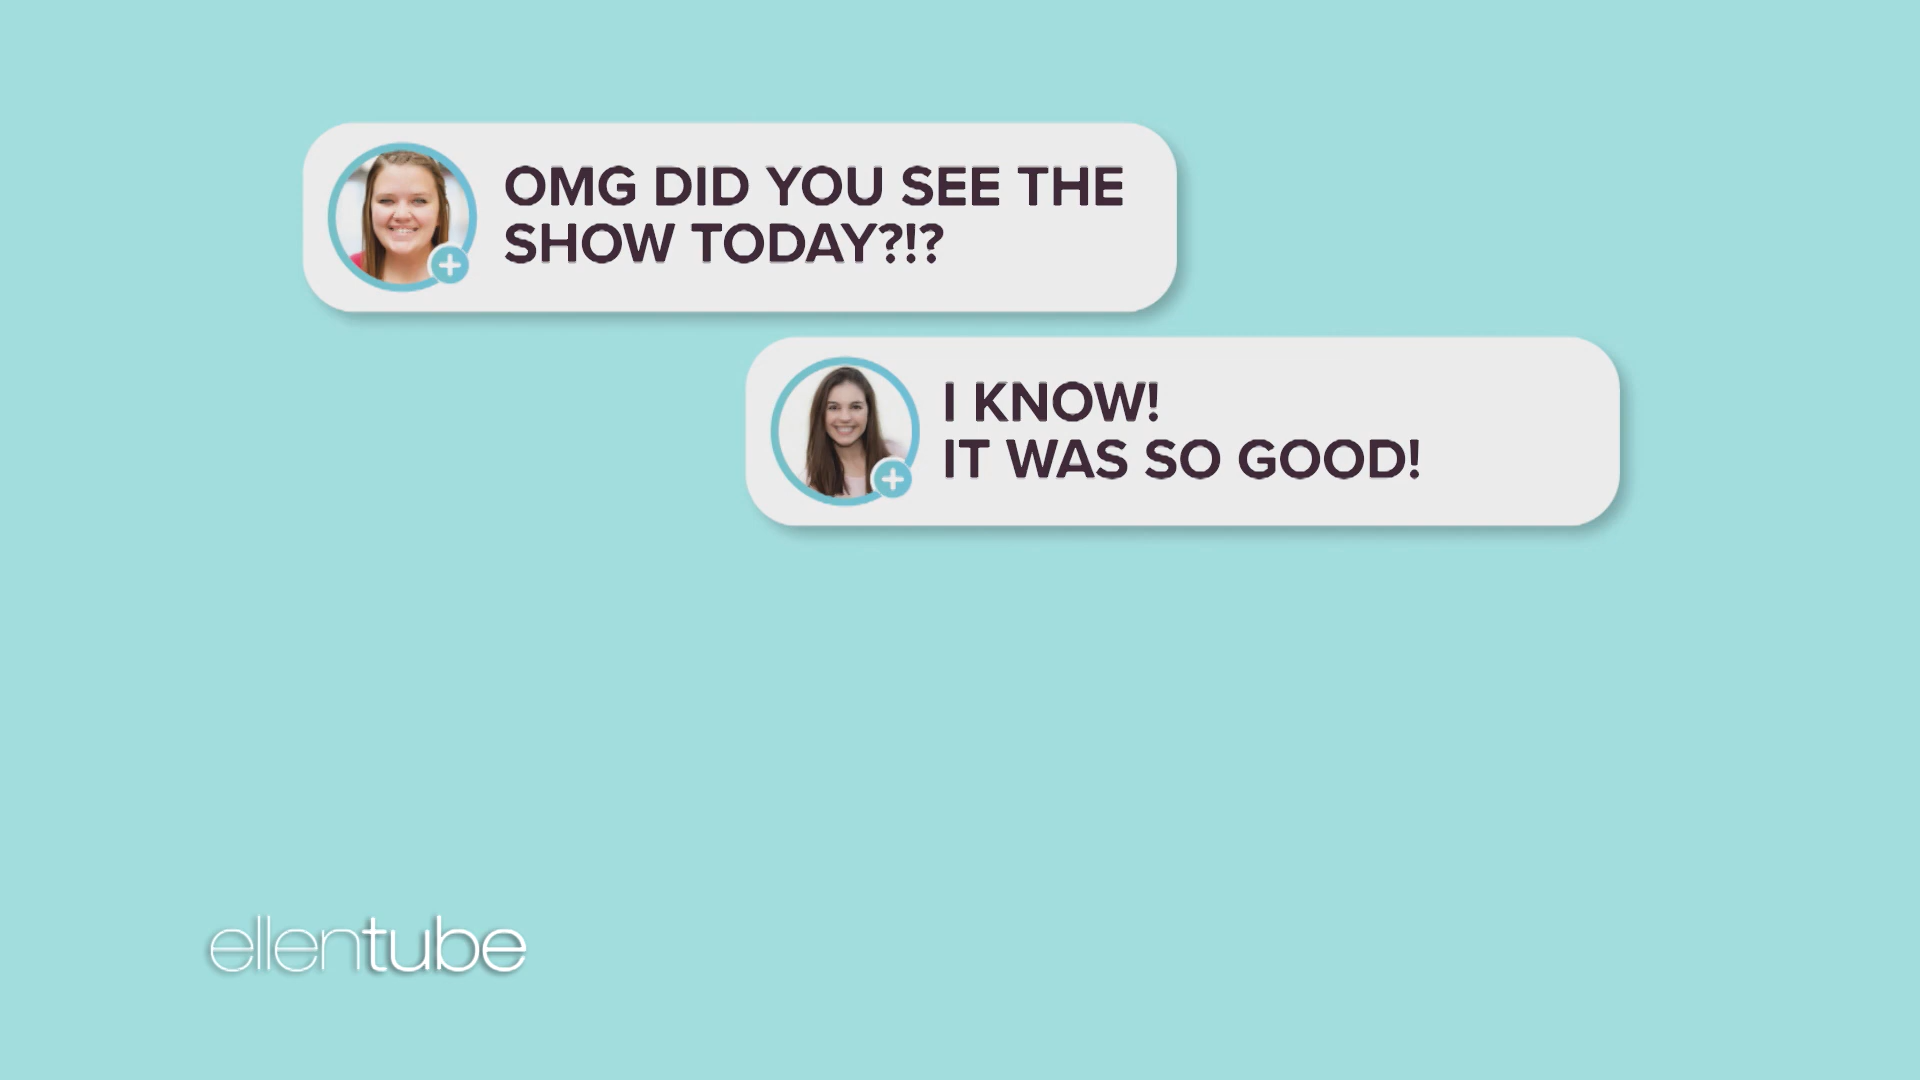 OMG DID YOU SEE THE
SHOW TODAY?!?
I KNOW!
IT WAS SO GOOD!
ellentube